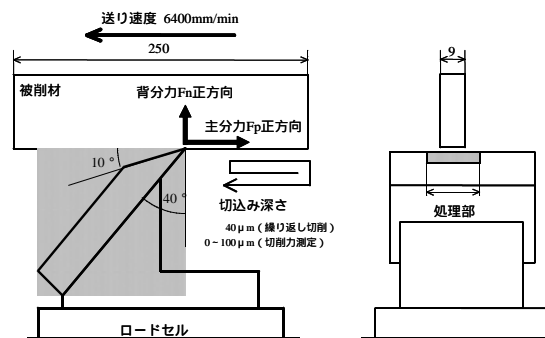 送り速度 6400mm/min
250
9
被削材
背分力Fn正方向
主分力Fp正方向
10 °
40 °
切込み深さ
40μm（繰り返し切削）
0~100μm（切削力測定）
処理部
ロードセル